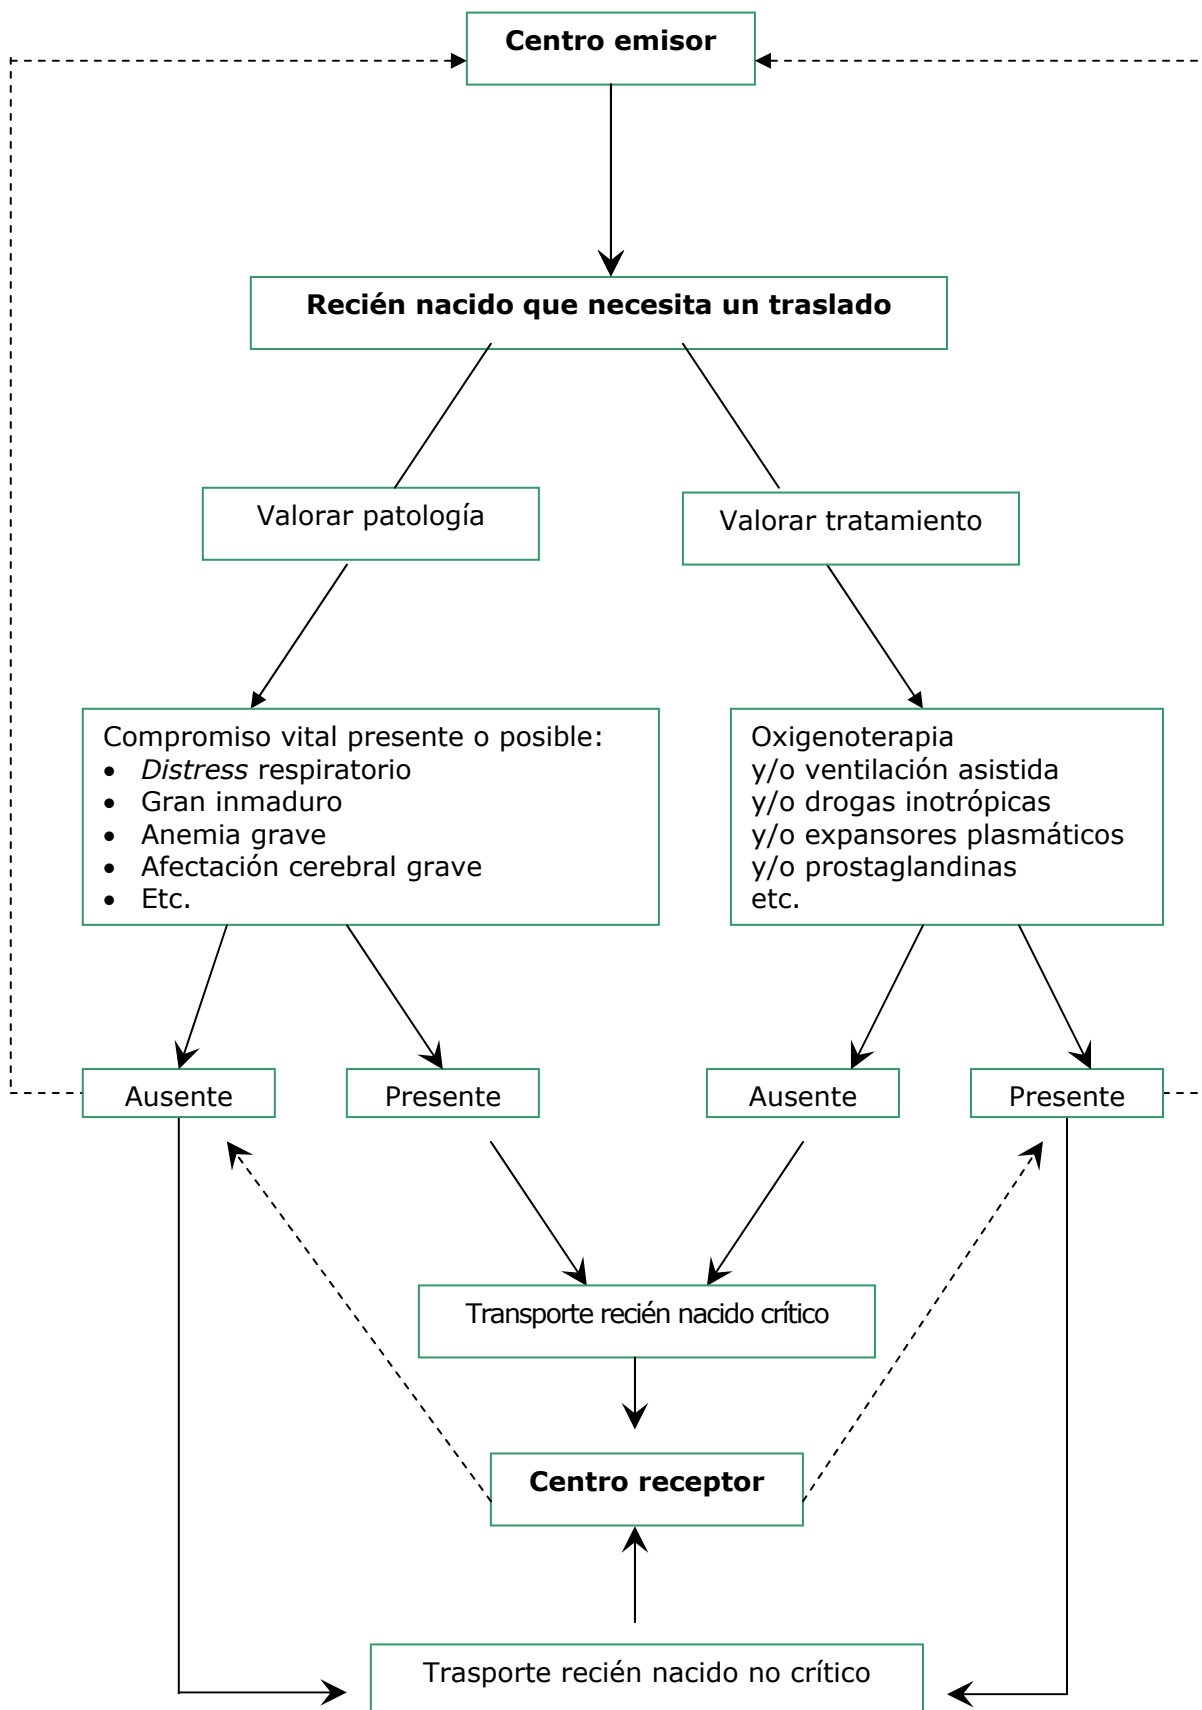 Centro emisor
Recién nacido que necesita un traslado
Valorar patología
Valorar tratamiento
Compromiso vital presente o posible:
• Distress respiratorio
• Gran inmaduro
• Anemia grave
• Afectación cerebral grave
• Etc.
Oxigenoterapia
y/o ventilación asistida
y/o drogas inotrópicas
y/o expansores plasmáticos
y/o prostaglandinas
etc.
Ausente
Presente
Ausente
Presente
Transporte recién nacido crítico
Centro receptor
Trasporte recién nacido no crítico